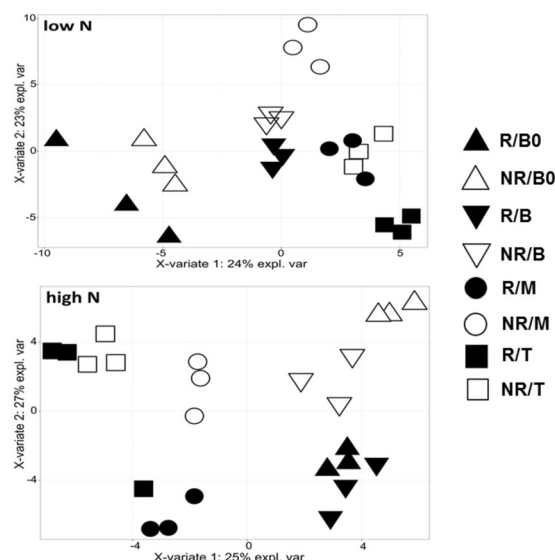 low N
10
5
0
-5
X-variate 2: 23% expl. var
-10
-5
0
5
X-variate 1: 24% expl. var
high N
4
0
-4
X-variate 2: 27% expl. var
-4
0
4
X-variate 1: 25% expl. var
R/B0
NR/B0
R/B
NR/B
R/M
NR/M
R/T
NR/T